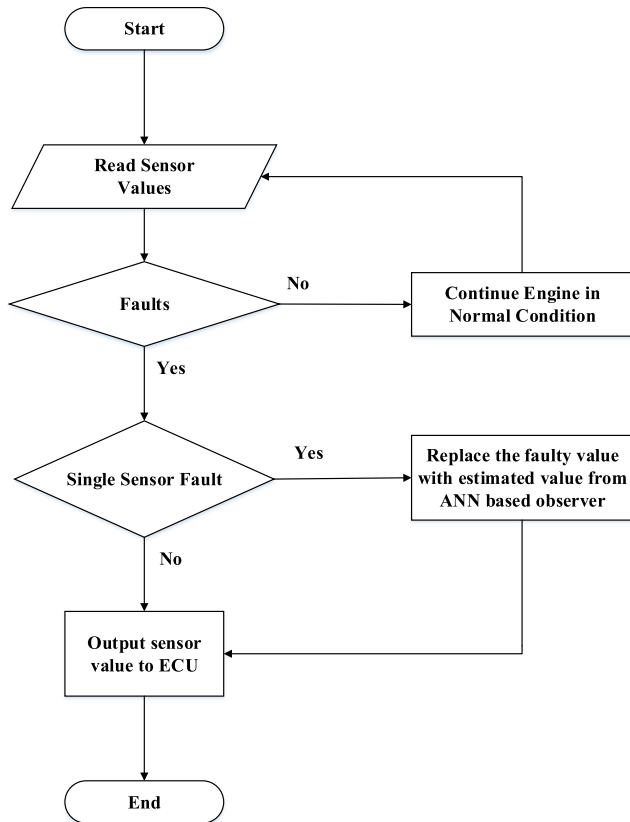 Start
Read Sensor
Values
Faults
No
Continue Engine in
Normal Condition
Yes
Single Sensor Fault
Yes
Replace the faulty value
with estimated value from
ANN based observer
No
Output sensor
value to ECU
End